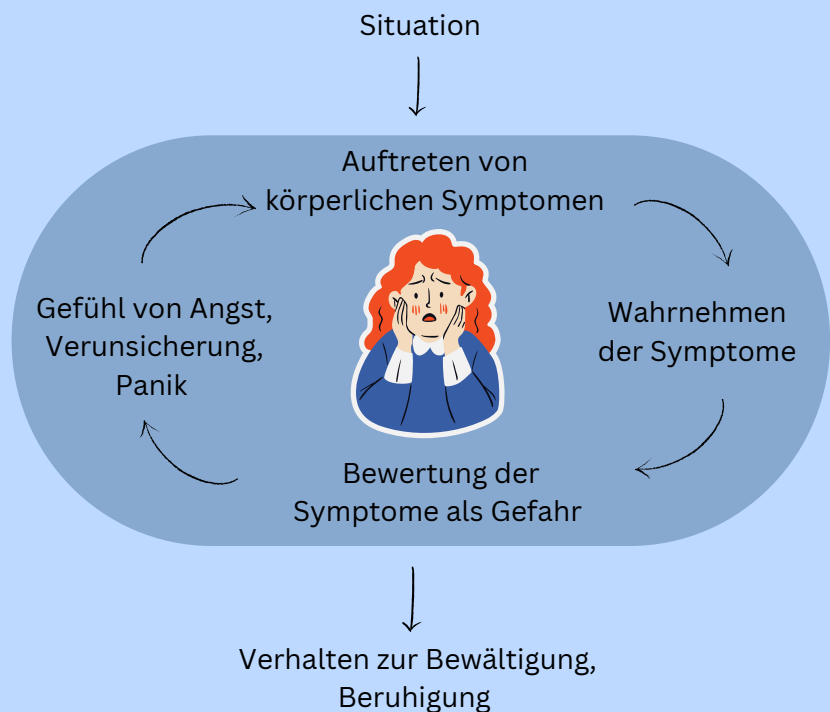 Situation
Auftreten von
körperlichen Symptomen
Wahrnehmen
der Symptome
Bewertung der
Symptome als Gefahr
Gefühl von Angst,
Verunsicherung,
Panik
Verhalten zur Bewältigung,
Beruhigung